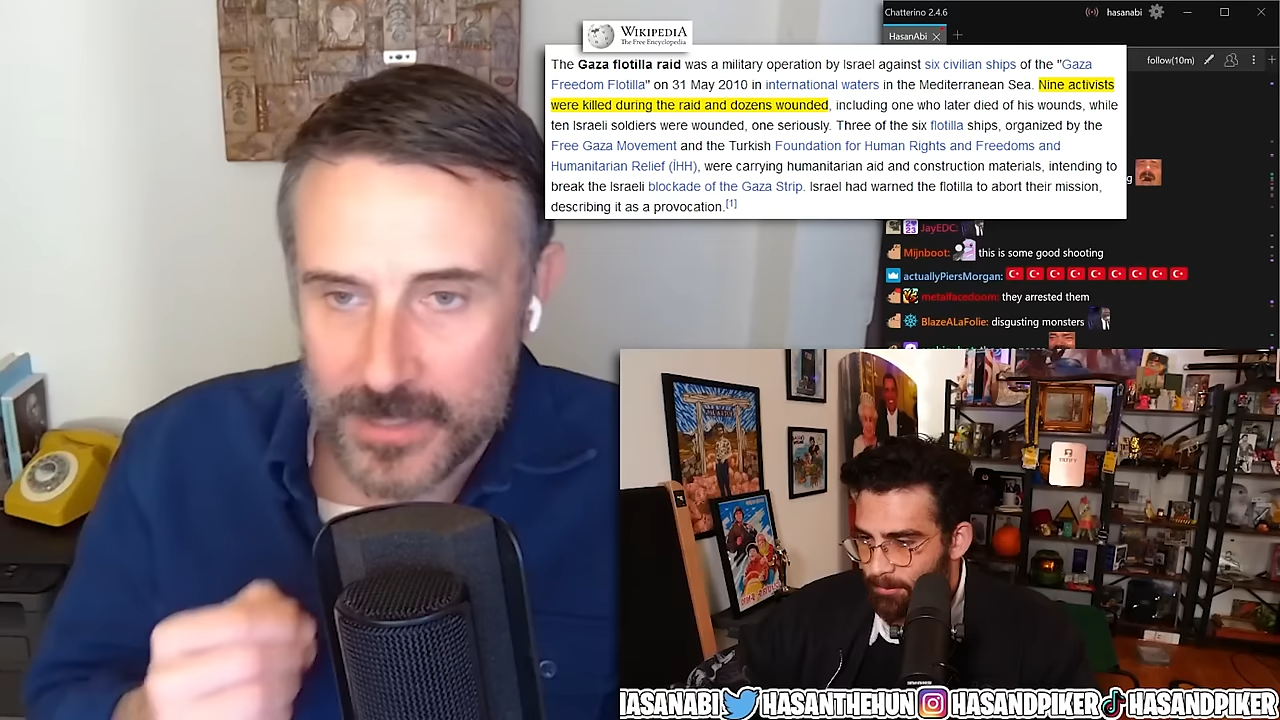 WIKIPEDIA
The Free Encyclopedia
The Gaza flotilla raid was a military operation by Israel against six civilian ships of the "Gaza
Freedom Flotilla" on 31 May 2010 in international waters in the Mediterranean Sea. Nine activists
were killed during the raid and dozens wounded, including one who later died of his wounds, while
ten Israeli soldiers were wounded, one seriously. Three of the six flotilla ships, organized by the
Free Gaza Movement and the Turkish Foundation for Human Rights and Freedoms and
Humanitarian Relief (İHH), were carrying humanitarian aid and construction materials, intending to
break the Israeli blockade of the Gaza Strip. Israel had warned the flotilla to abort their mission,
describing it as a provocation.[1]
Chatterino 2.4.6
hasanabi
HasanAbi
follow(10m)
g
JayEDC:
Mijnboot: this is some good shooting
actuallyPiersMorgan:
metalfacedoom: they arrested them
BlazeALaFolie: disgusting monsters
HASANABI HASANTHEHUN HASANDPIKER HASANDPIKER